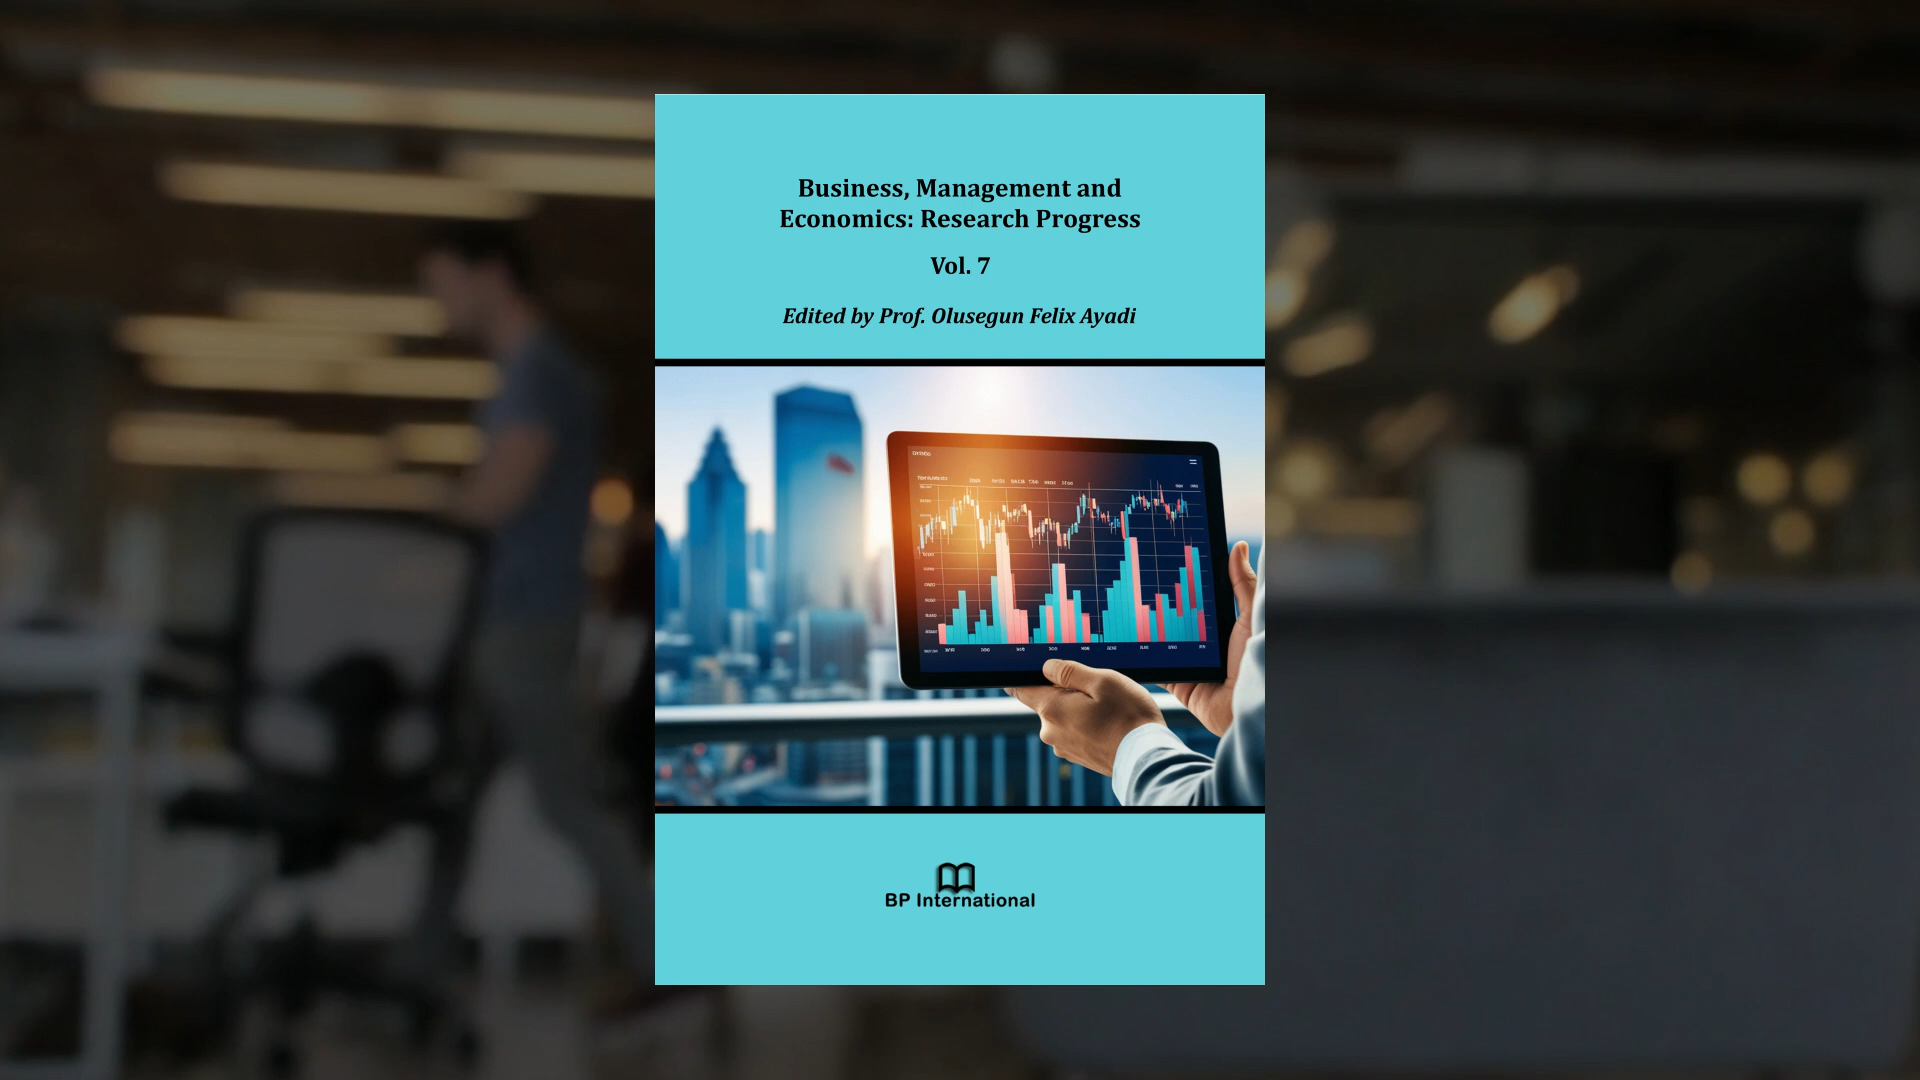 Business, Management and
Economics: Research Progress
Vol. 7
Edited by Prof. Olusegun Felix Ayadi
BP International